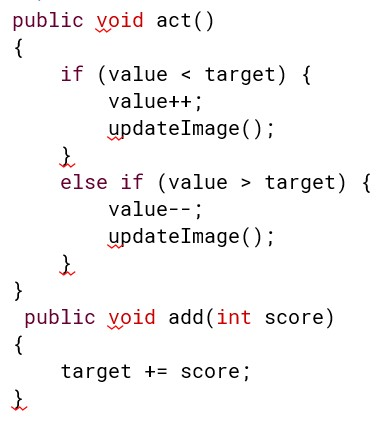 public void act()
{
    if (value < target) {
        value++;
        updateImage();
    }
    else if (value > target) {
        value--;
        updateImage();
    }
}
 public void add(int score)
{
    target += score;
}